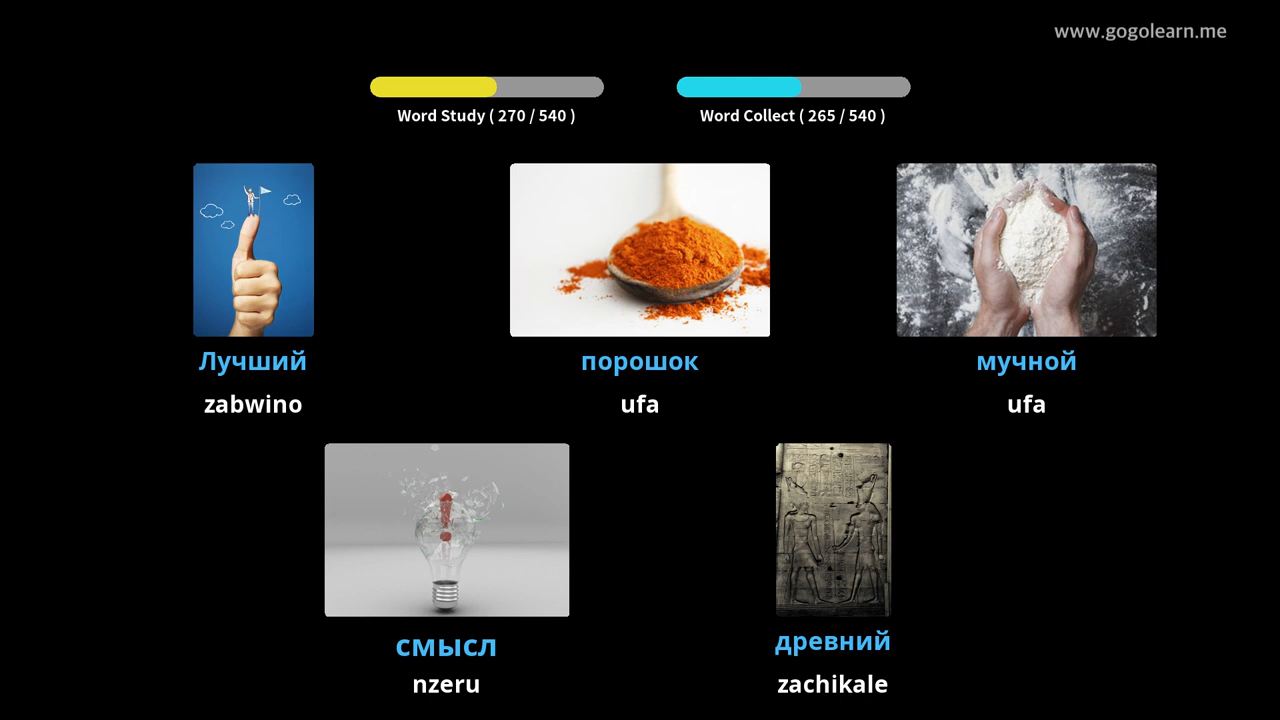 www.gogolearn.me
Word Study ( 270 / 540 )
Word Collect ( 265 / 540 )
Лучший
порошок
мучной
zabwino
ufa
ufa
смысл
древний
nzeru
zachikale